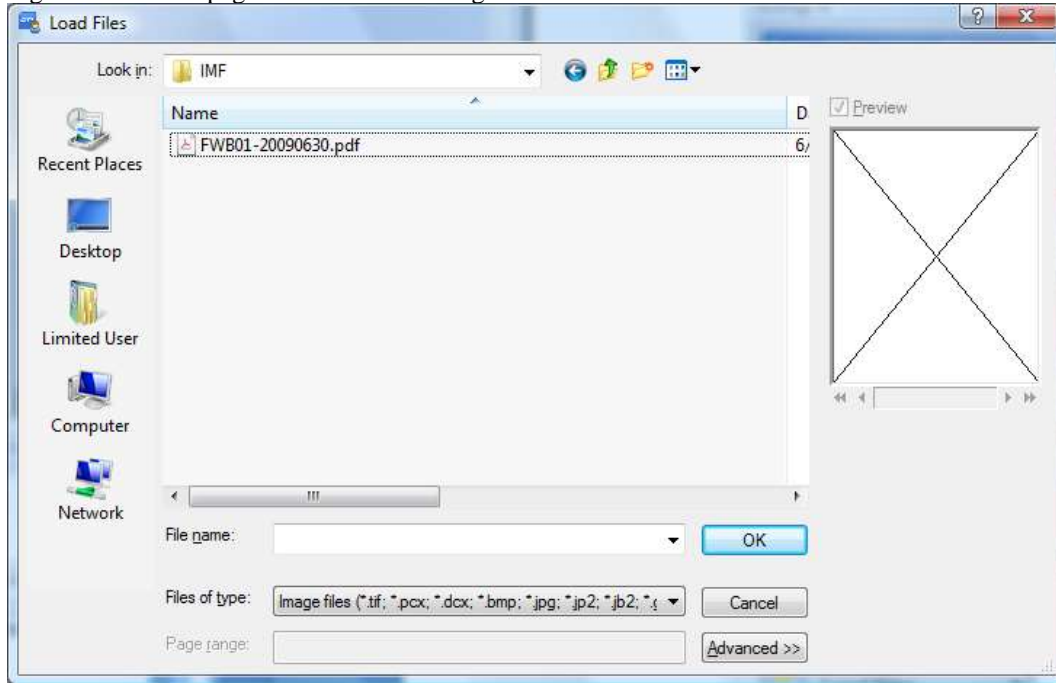 Load Files
Look in: IMF
Name D
FWB01-20090630.pdf 6/
Preview
Recent Places
Desktop
Limited User
Computer
Network
File name: OK
Files of type: Image files (*.tif; *.pcx; *.dcx; *.bmp; *.jpg; *.jp2; *.jb2; *.g Cancel
Page range: Advanced >>